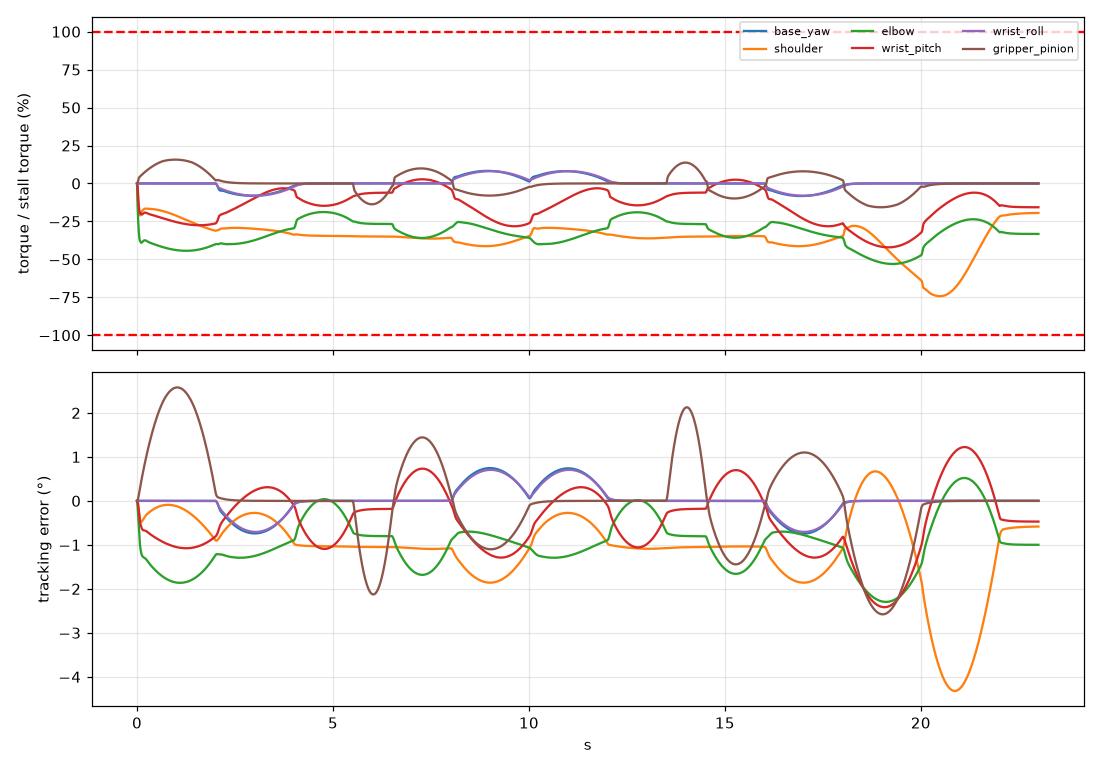 100
75
50
25
0
−25
−50
−75
−100
torque / stall torque (%)
base_yaw elbow wrist_roll
shoulder wrist_pitch gripper_pinion
2
1
0
−1
−2
−3
−4
tracking error (°)
0 5 10 15 20
s